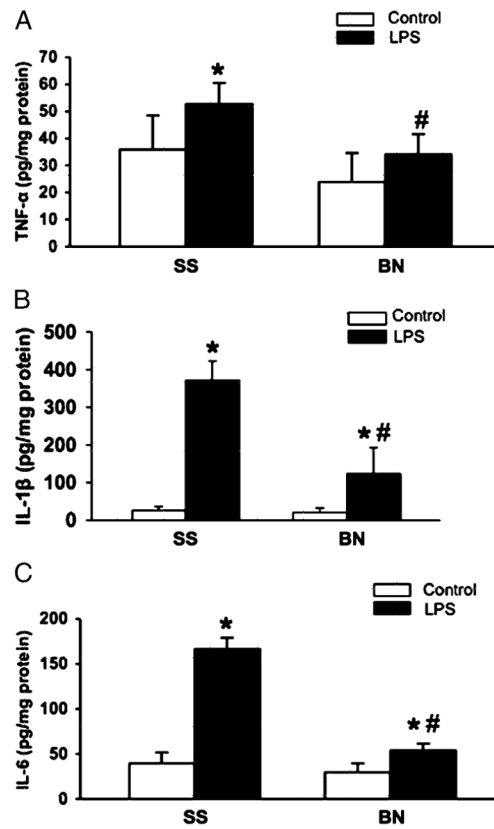 A
Control
LPS
TNF-α (pg/mg protein)
70
60
50
40
30
20
10
0
*
#
SS
BN
B
Control
LPS
IL-1β (pg/mg protein)
500
400
300
200
100
0
*
*#
SS
BN
C
Control
LPS
IL-6 (pg/mg protein)
200
150
100
50
0
*
*#
SS
BN